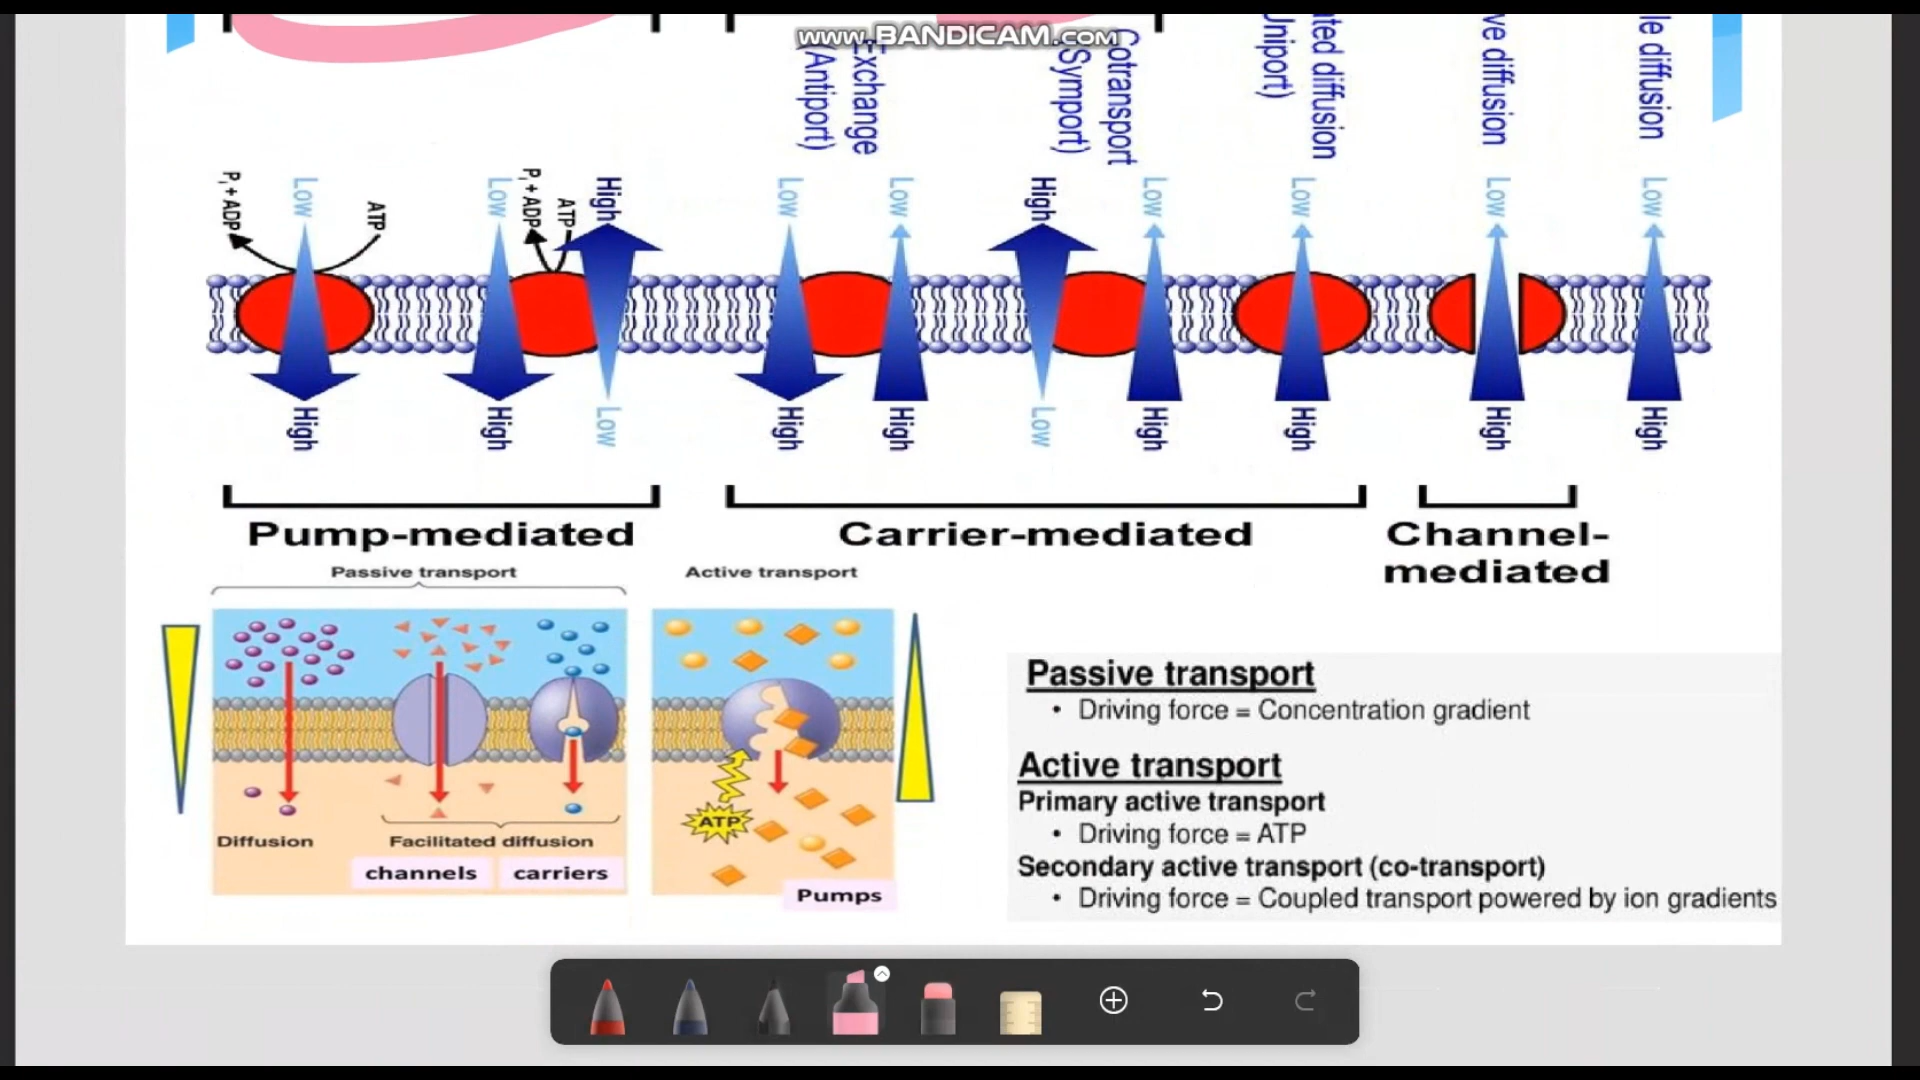 www.BANDICAM.com
Exchange
(Antiport)
Cotransport
(Symport)
diffusion
Uniport)
diffusion
diffusion
Pi + ADP
Low
ATP
Low
Pi + ADP
ATP
High
Low
Low
High
Low
Low
Low
Low
High
High
Low
High
High
Low
High
High
High
High
Pump-mediated
Carrier-mediated
Channel-
mediated
Passive transport
Active transport
ATP
Diffusion
Facilitated diffusion
channels
carriers
Pumps
Passive transport
• Driving force = Concentration gradient
Active transport
Primary active transport
• Driving force = ATP
Secondary active transport (co-transport)
• Driving force = Coupled transport powered by ion gradients